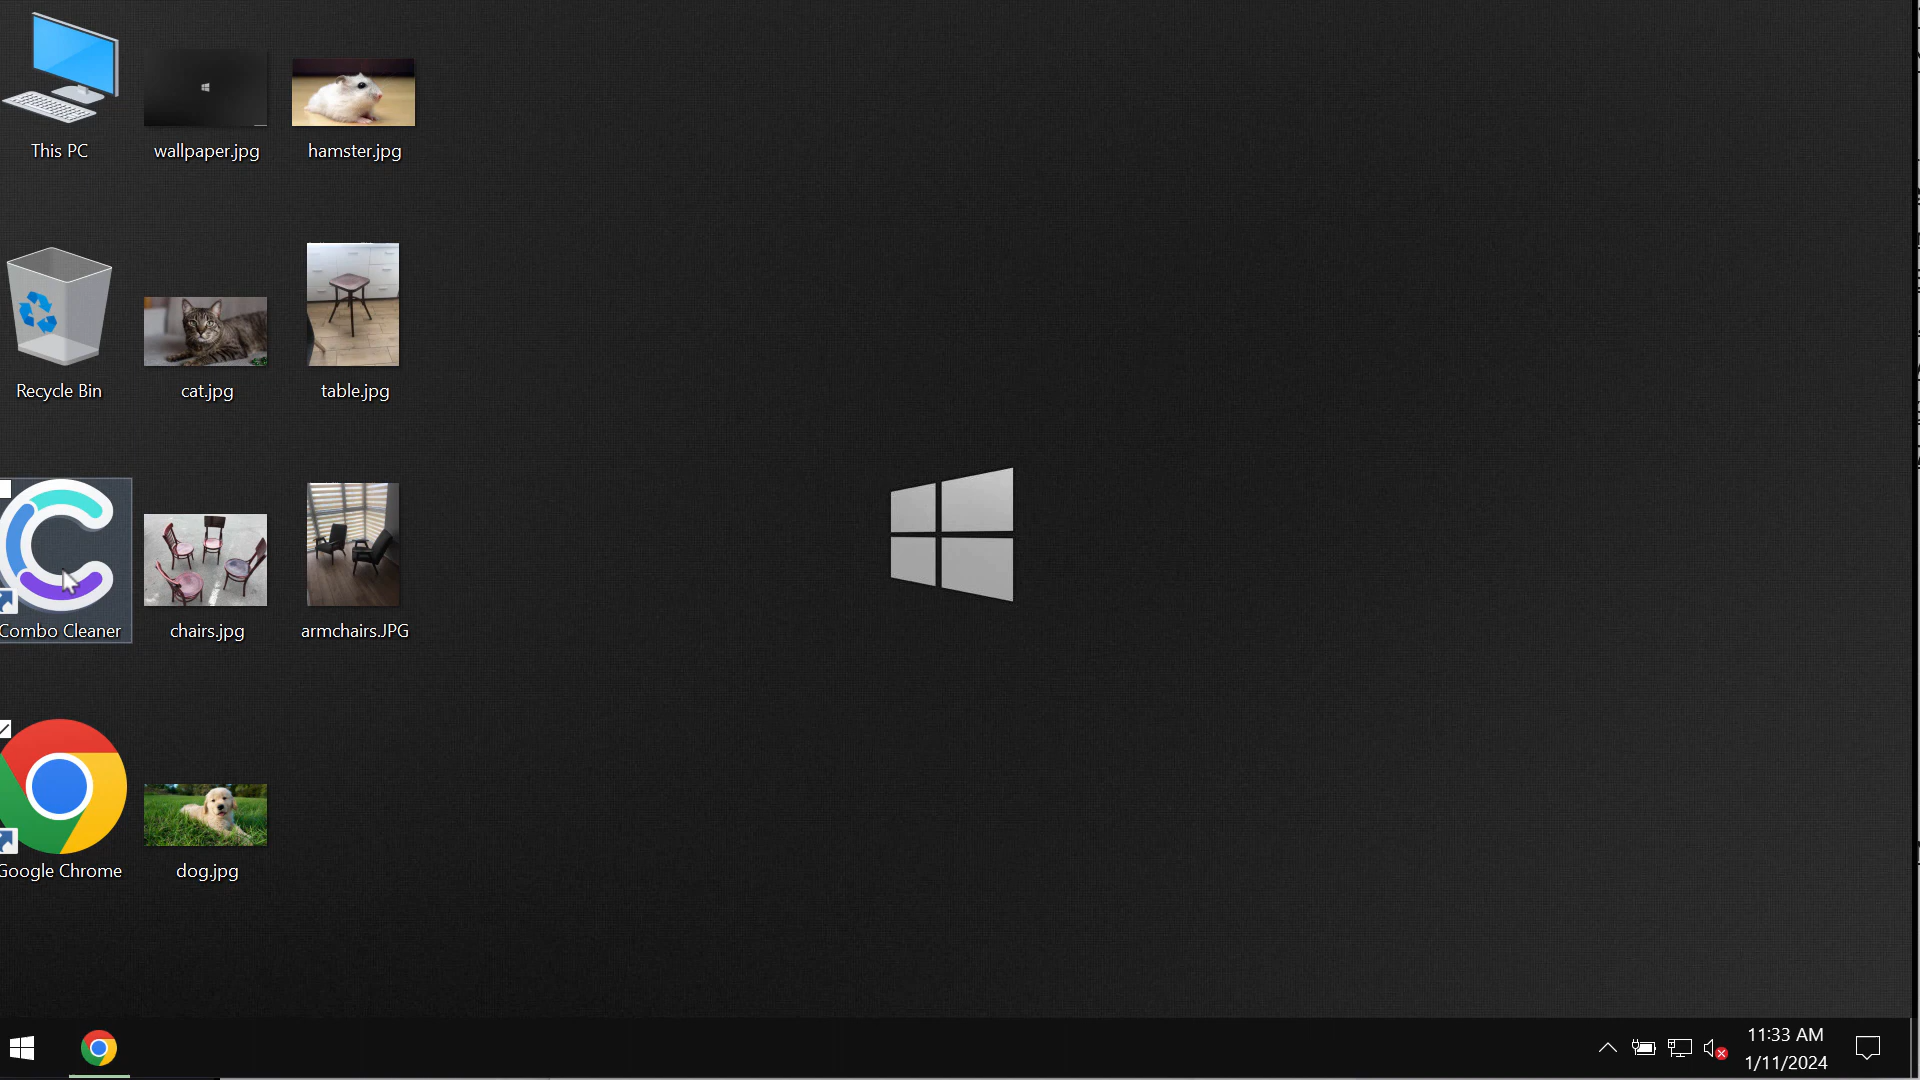 This PC
wallpaper.jpg
hamster.jpg
Recycle Bin
cat.jpg
table.jpg
Combo Cleaner
chairs.jpg
armchairs.JPG
Google Chrome
dog.jpg
11:33 AM
1/11/2024